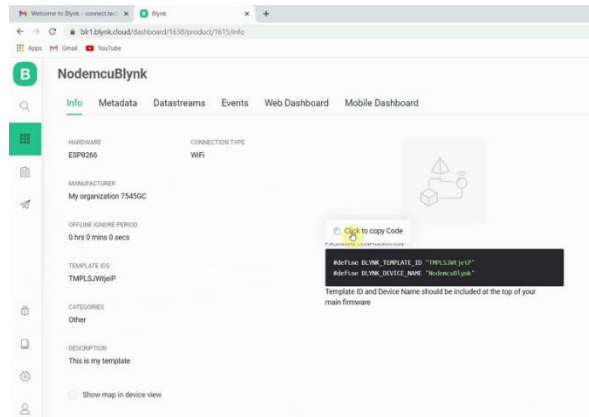 Welcome to Blynk - connect.tec
Blynk
blr1.blynk.cloud/dashboard/1638/product/1615/info
Apps
Gmail
YouTube
B
NodemcuBlynk
Info
Metadata
Datastreams
Events
Web Dashboard
Mobile Dashboard
HARDWARE
CONNECTION TYPE
ESP8266
WiFi
MANUFACTURER
My organization 7545GC
OFFLINE IGNORE PERIOD
0 hrs 0 mins 0 secs
Click to copy Code
FIRMWARE CONFIGURATION
#define BLYNK_TEMPLATE_ID "TMPLSJWtjeiP"
#define BLYNK_DEVICE_NAME "NodemcuBlynk"
TEMPLATE IDS
TMPLSJWtjeiP
Template ID and Device Name should be included at the top of your
main firmware
CATEGORIES
Other
DESCRIPTION
This is my template
Show map in device view